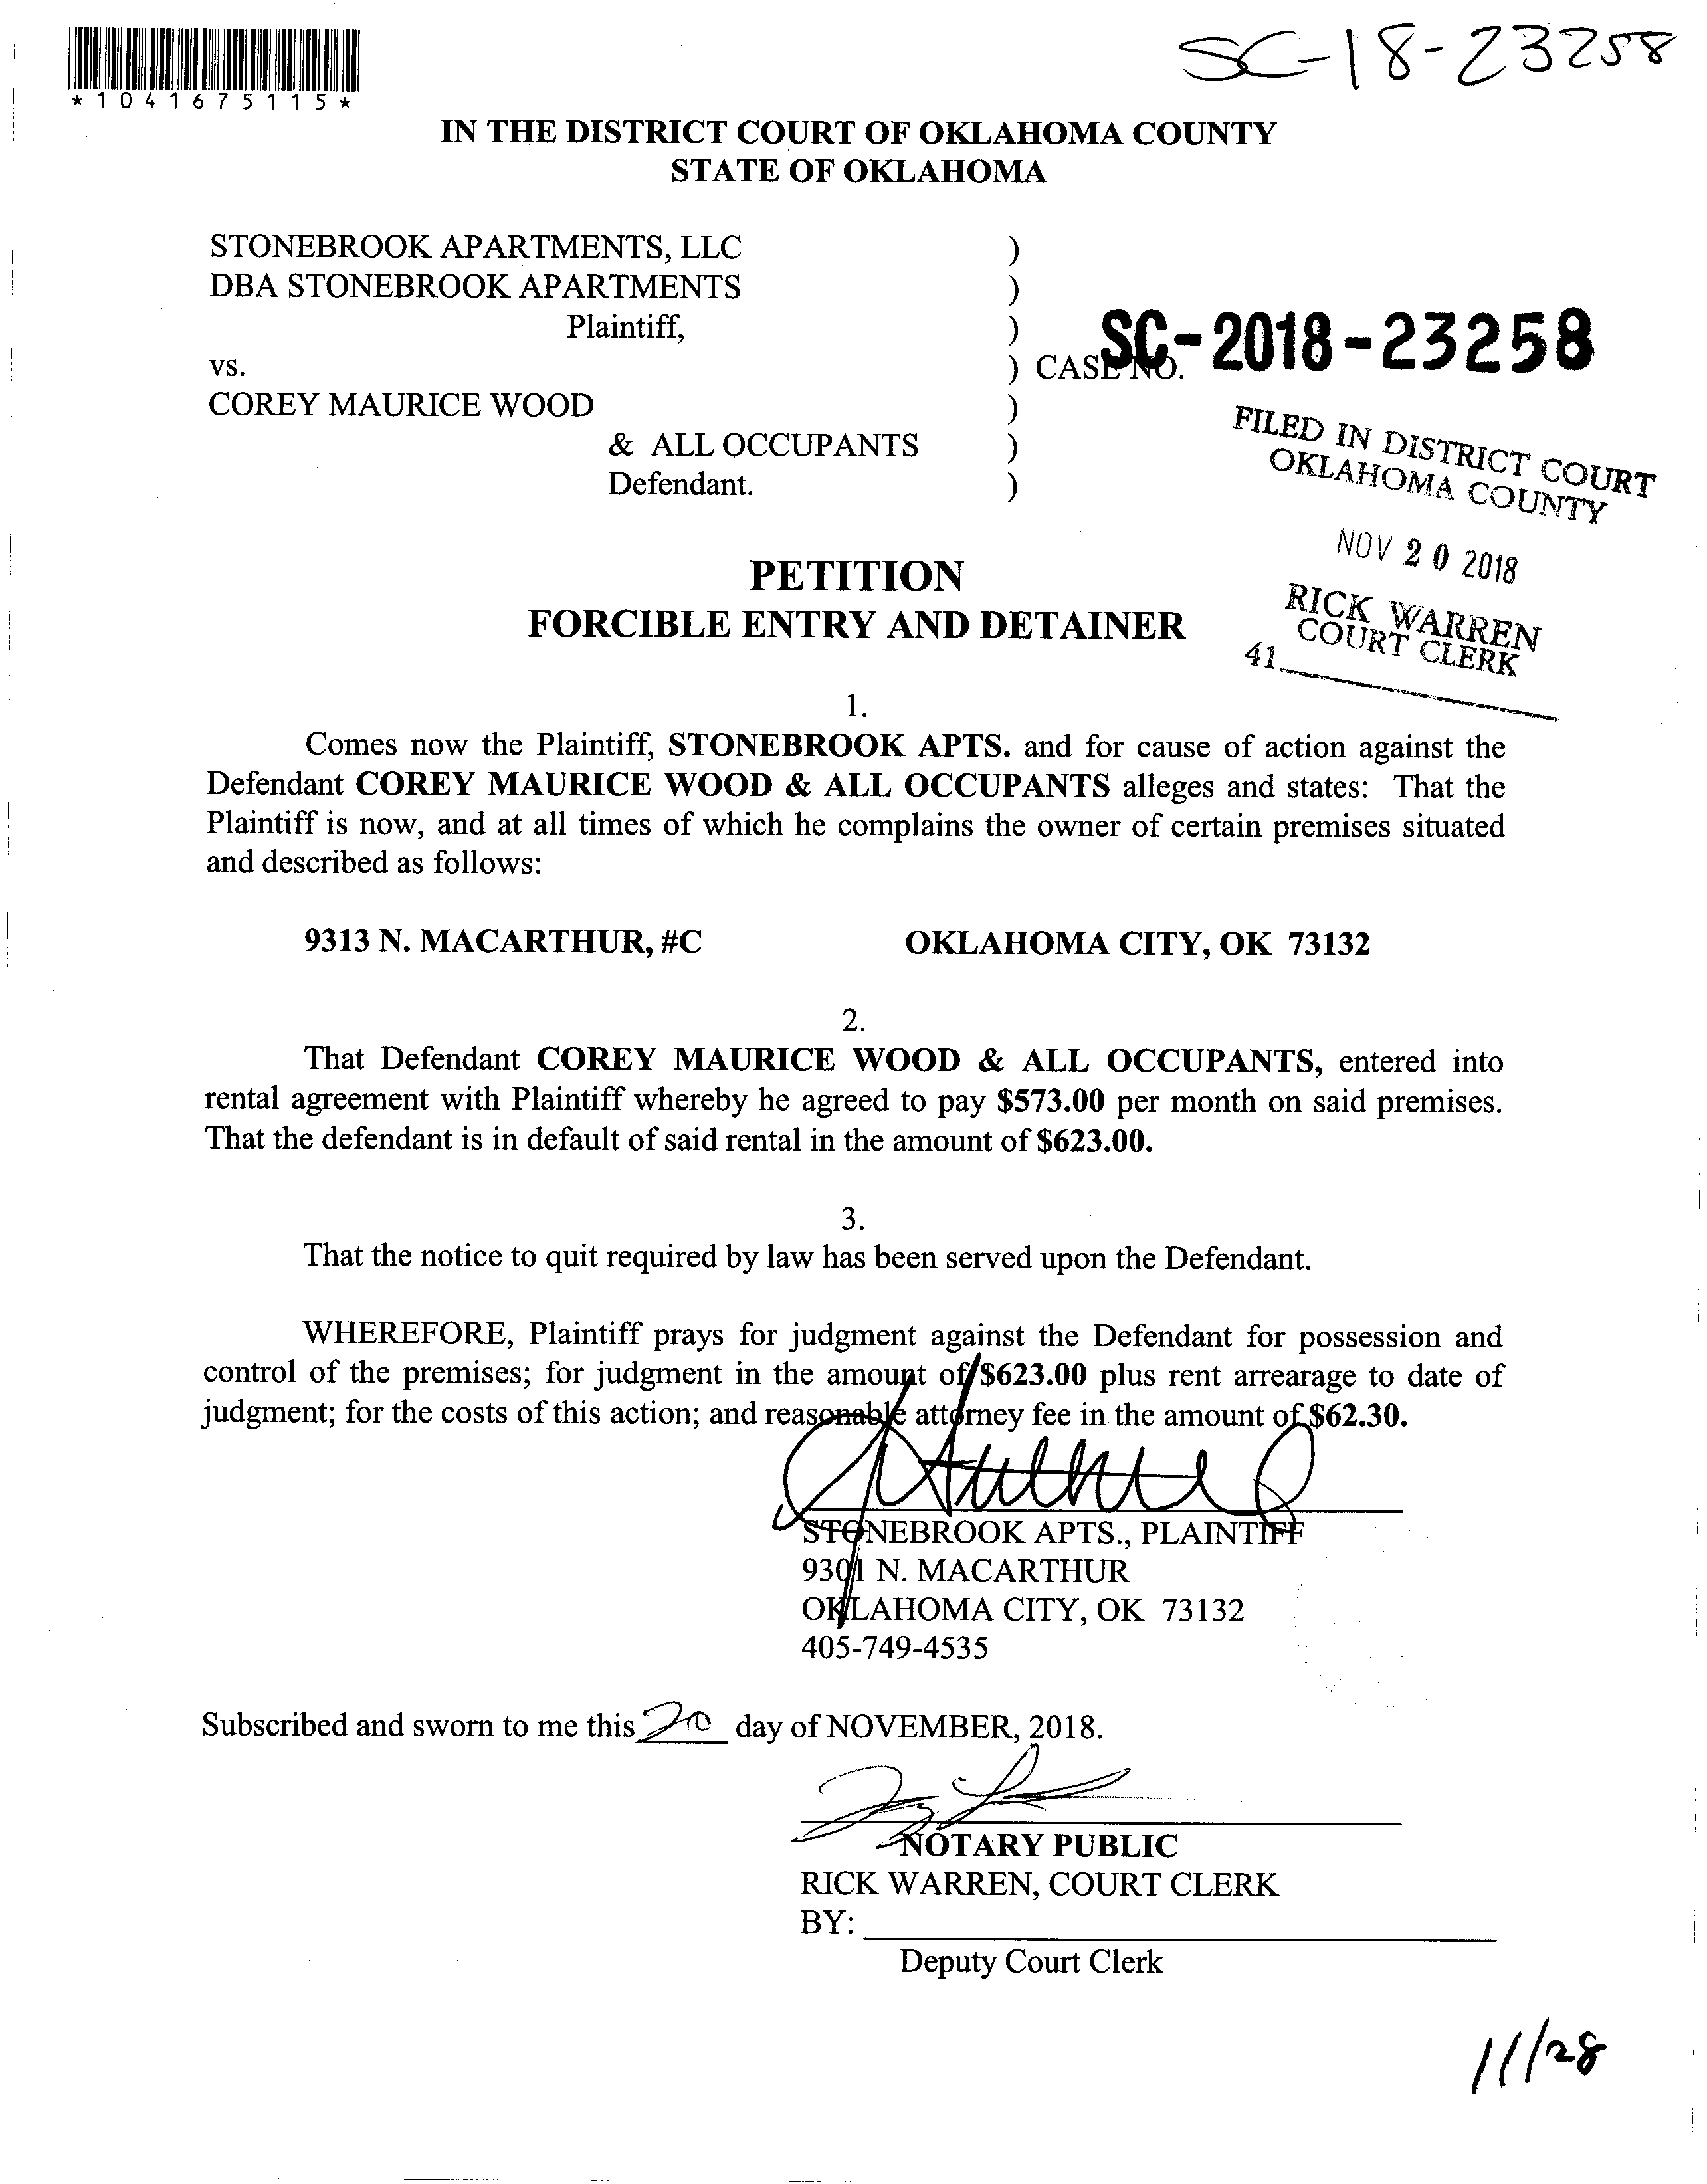 SC-18-23258
*1041675115*
IN THE DISTRICT COURT OF OKLAHOMA COUNTY
STATE OF OKLAHOMA
STONEBROOK APARTMENTS, LLC )
DBA STONEBROOK APARTMENTS )
Plaintiff, )
vs. ) CASE NO. SC-2018-23258
COREY MAURICE WOOD )
& ALL OCCUPANTS )
Defendant. )
FILED IN DISTRICT COURT
OKLAHOMA COUNTY
NOV 20 2018
RICK WARREN
COURT CLERK
41
PETITION
FORCIBLE ENTRY AND DETAINER
1.
Comes now the Plaintiff, STONEBROOK APTS. and for cause of action against the
Defendant COREY MAURICE WOOD & ALL OCCUPANTS alleges and states: That the
Plaintiff is now, and at all times of which he complains the owner of certain premises situated
and described as follows:
9313 N. MACARTHUR, #C OKLAHOMA CITY, OK 73132
2.
That Defendant COREY MAURICE WOOD & ALL OCCUPANTS, entered into
rental agreement with Plaintiff whereby he agreed to pay $573.00 per month on said premises.
That the defendant is in default of said rental in the amount of $623.00.
3.
That the notice to quit required by law has been served upon the Defendant.
WHEREFORE, Plaintiff prays for judgment against the Defendant for possession and
control of the premises; for judgment in the amount of $623.00 plus rent arrearage to date of
judgment; for the costs of this action; and reasonable attorney fee in the amount of $62.30.
STONEBROOK APTS., PLAINTIFF
9301 N. MACARTHUR
OKLAHOMA CITY, OK 73132
405-749-4535
Subscribed and sworn to me this 20 day of NOVEMBER, 2018.
NOTARY PUBLIC
RICK WARREN, COURT CLERK
BY:
Deputy Court Clerk
11/28